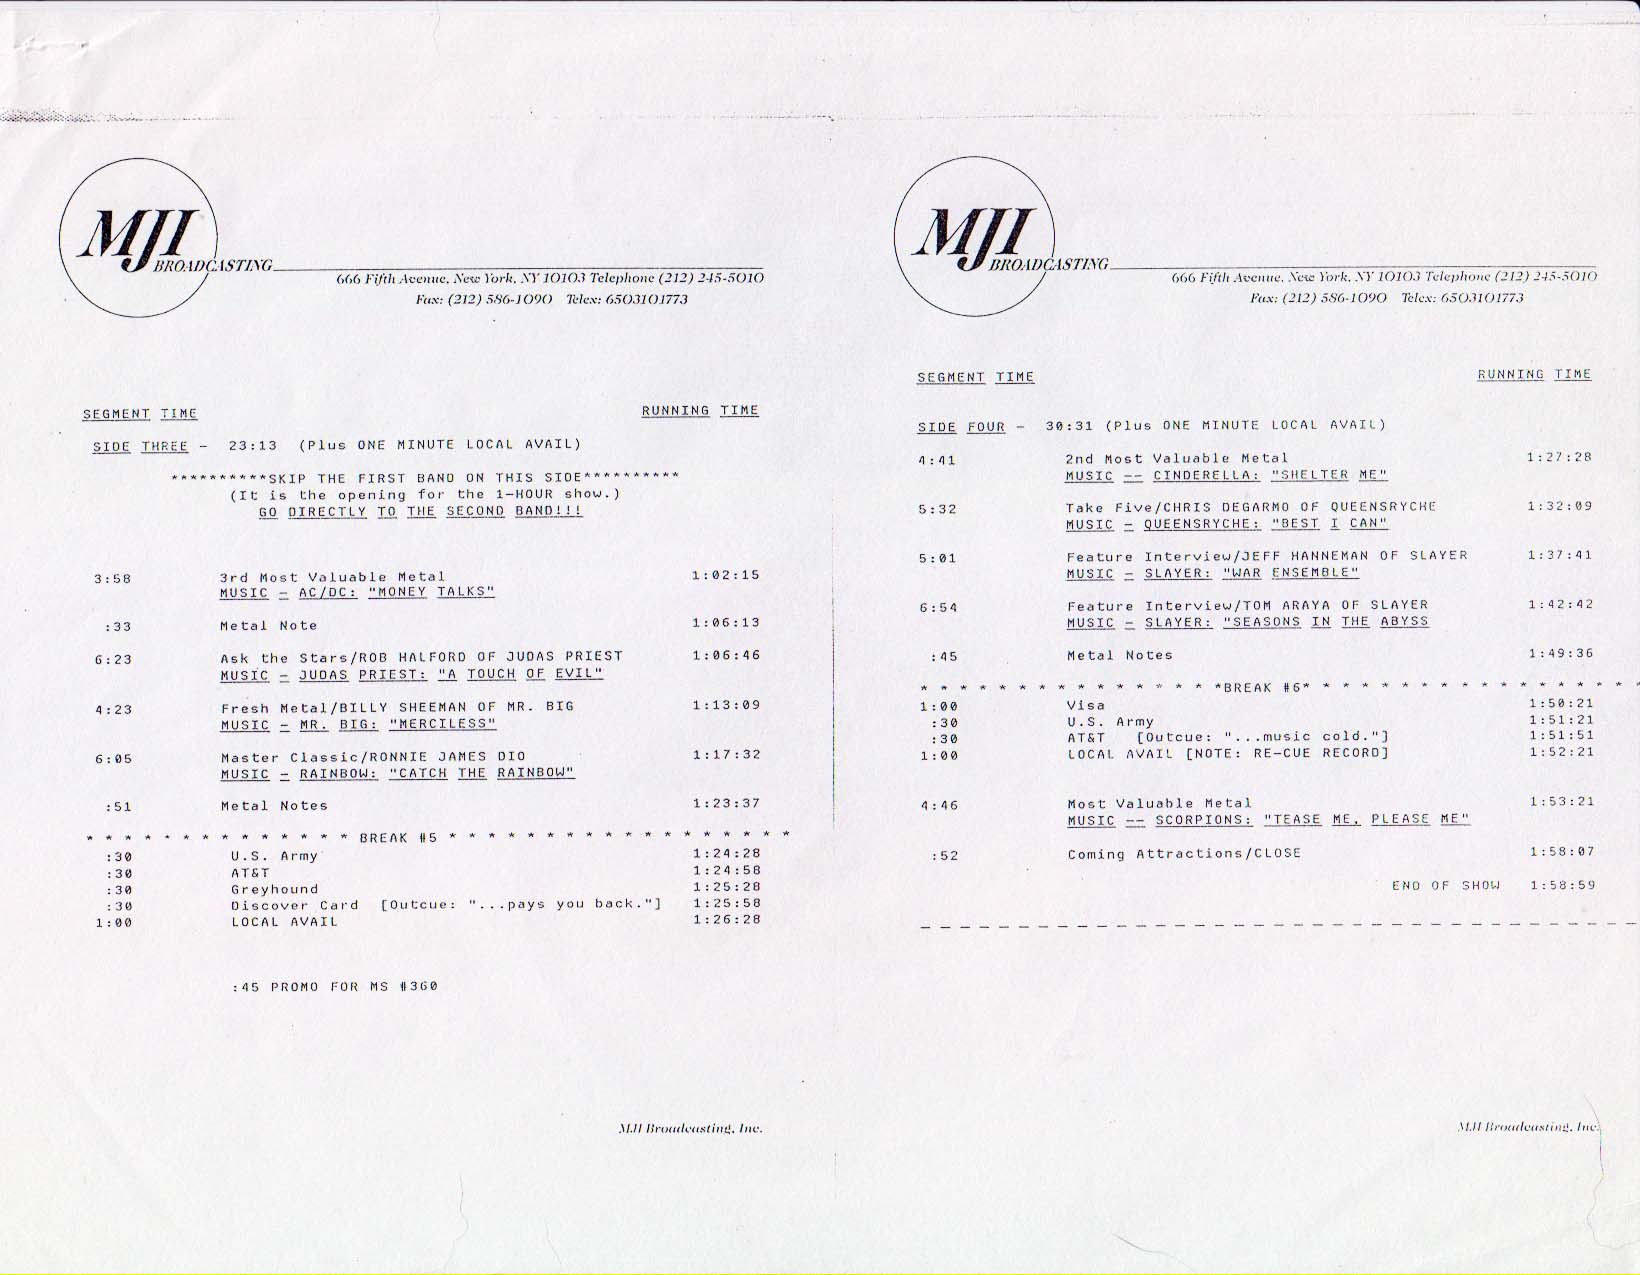 MJI
BROADCASTING
666 Fifth Avenue, New York, NY 10103 Telephone (212) 245-5010
Fax: (212) 586-1090 Telex: 6503101773
SEGMENT TIME RUNNING TIME
SIDE THREE - 23:13 (Plus ONE MINUTE LOCAL AVAIL)
**********SKIP THE FIRST BAND ON THIS SIDE**********
(It is the opening for the 1-HOUR show.)
GO DIRECTLY TO THE SECOND BAND!!!
3:58 3rd Most Valuable Metal 1:02:15
MUSIC - AC/DC: "MONEY TALKS"
:33 Metal Note 1:06:13
6:23 Ask the Stars/ROB HALFORD OF JUDAS PRIEST 1:06:46
MUSIC - JUDAS PRIEST: "A TOUCH OF EVIL"
4:23 Fresh Metal/BILLY SHEEMAN OF MR. BIG 1:13:09
MUSIC - MR. BIG: "MERCILESS"
6:05 Master Classic/RONNIE JAMES DIO 1:17:32
MUSIC - RAINBOW: "CATCH THE RAINBOW"
:51 Metal Notes 1:23:37
* * * * * * * * * * * * * * BREAK #5 * * * * * * * * * * * * * * * * * *
:30 U.S. Army 1:24:28
:30 AT&T 1:24:58
:30 Greyhound 1:25:28
:30 Discover Card [Outcue: "...pays you back."] 1:25:58
1:00 LOCAL AVAIL 1:26:28
:45 PROMO FOR MS #360
MJI Broadcasting, Inc.
MJI
BROADCASTING
666 Fifth Avenue, New York, NY 10103 Telephone (212) 245-5010
Fax: (212) 586-1090 Telex: 6503101773
SEGMENT TIME RUNNING TIME
SIDE FOUR - 30:31 (Plus ONE MINUTE LOCAL AVAIL)
4:41 2nd Most Valuable Metal 1:27:28
MUSIC -- CINDERELLA: "SHELTER ME"
5:32 Take Five/CHRIS DEGARMO OF QUEENSRYCHE 1:32:09
MUSIC - QUEENSRYCHE: "BEST I CAN"
5:01 Feature Interview/JEFF HANNEMAN OF SLAYER 1:37:41
MUSIC - SLAYER: "WAR ENSEMBLE"
6:54 Feature Interview/TOM ARAYA OF SLAYER 1:42:42
MUSIC - SLAYER: "SEASONS IN THE ABYSS
:45 Metal Notes 1:49:36
* * * * * * * * * * * * * * * *BREAK #6* * * * * * * * * * * * * * * * * *
1:00 Visa 1:50:21
:30 U.S. Army 1:51:21
:30 AT&T [Outcue: "...music cold."] 1:51:51
1:00 LOCAL AVAIL [NOTE: RE-CUE RECORD] 1:52:21
4:46 Most Valuable Metal 1:53:21
MUSIC -- SCORPIONS: "TEASE ME, PLEASE ME"
:52 Coming Attractions/CLOSE 1:58:07
END OF SHOW 1:58:59
MJI Broadcasting, Inc.